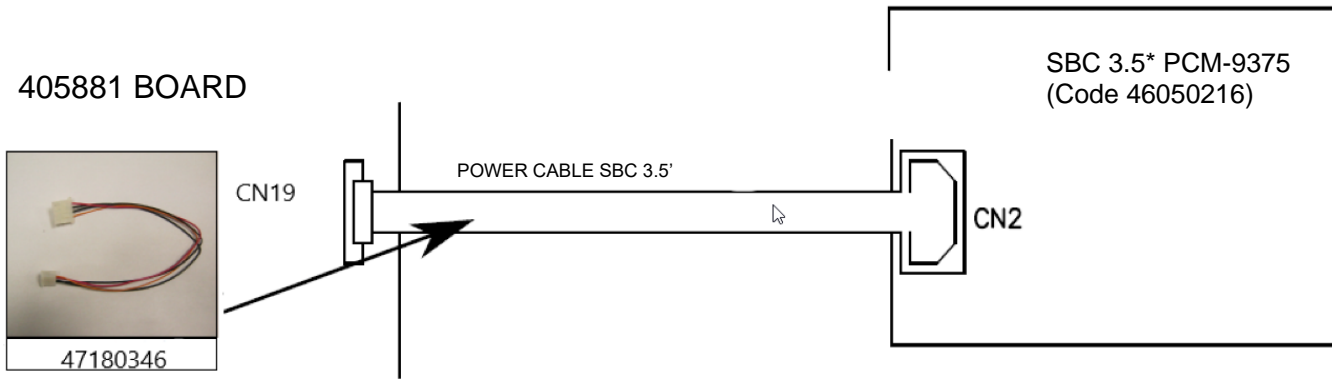 405881 BOARD
SBC 3.5* PCM-9375
(Code 46050216)
POWER CABLE SBC 3.5’
CN19
CN2
47180346